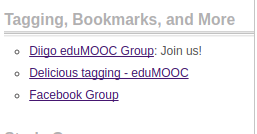 Tagging, Bookmarks, and More
Diigo eduMOOC Group: Join us!
Delicious tagging - eduMOOC
Facebook Group